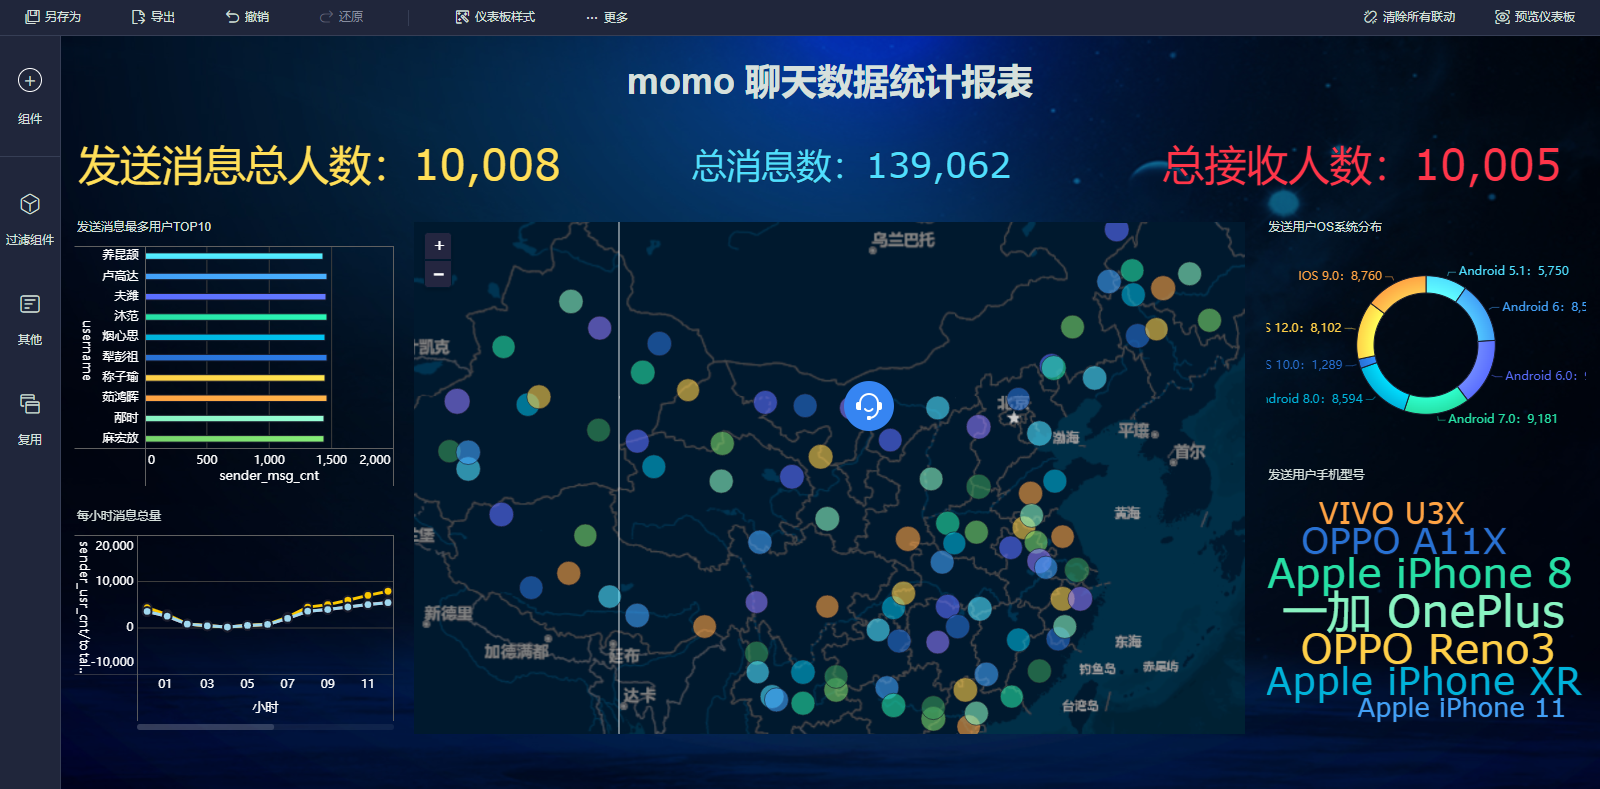 另存为 导出 撤销 还原 仪表板样式 ··· 更多 清除所有联动 预览仪表板
组件
过滤组件
其他
复用
momo 聊天数据统计报表
发送消息总人数：10,008
总消息数：139,062
总接收人数：10,005
发送消息最多用户TOP10
养昆颉
卢高达
夫潍
沐范
烟心思
犁彭祖
称子瑜
茹鸿晖
郙时
麻宏放
username
0 500 1,000 1,500 2,000
sender_msg_cnt
每小时消息总量
20,000
10,000
0
-10,000
sender_usr_cnt/total..
01 03 05 07 09 11
小时
+
−
乌兰巴托
什凯克
北京
渤海
平壤
首尔
黄海
兰堡
新德里
加德满都
廷布
达卡
东海
钓鱼岛
赤尾屿
台湾岛
发送用户OS系统分布
IOS 9.0：8,760
Android 5.1：5,750
Android 6：8,5
S 12.0：8,102
S 10.0：1,289
Android 6.0：
ndroid 8.0：8,594
Android 7.0：9,181
发送用户手机型号
VIVO U3X
OPPO A11X
Apple iPhone 8
一加 OnePlus
OPPO Reno3
Apple iPhone XR
Apple iPhone 11